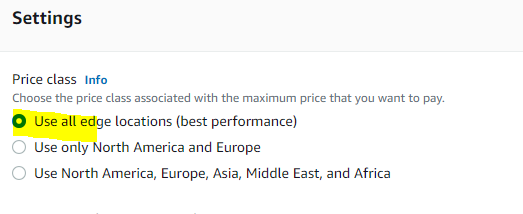 Settings
Price class Info
Choose the price class associated with the maximum price that you want to pay.
Use all edge locations (best performance)
Use only North America and Europe
Use North America, Europe, Asia, Middle East, and Africa